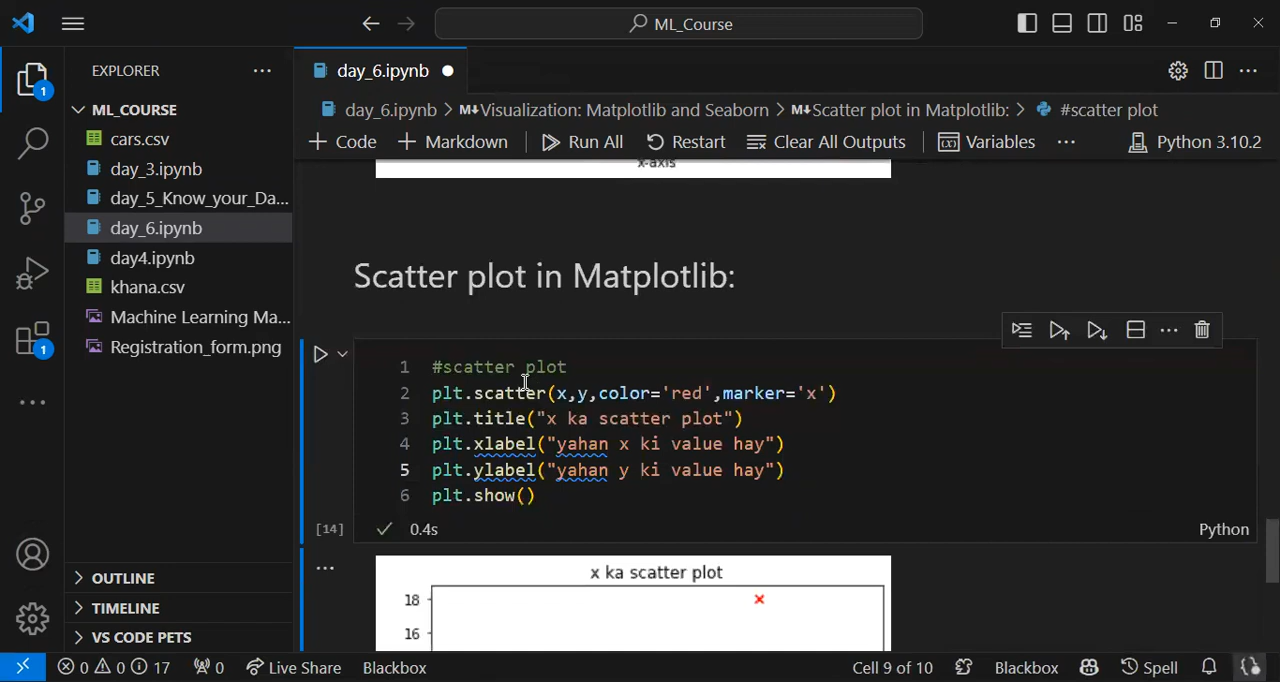 ML_Course
EXPLORER
ML_COURSE
cars.csv
day_3.ipynb
day_5_Know_your_Da...
day_6.ipynb
day4.ipynb
khana.csv
Machine Learning Ma...
Registration_form.png
OUTLINE
TIMELINE
VS CODE PETS
1
1
day_6.ipynb
day_6.ipynb > M↓Visualization: Matplotlib and Seaborn > M↓Scatter plot in Matplotlib: > #scatter plot
+ Code + Markdown Run All Restart Clear All Outputs Variables ... Python 3.10.2
x-axis
Scatter plot in Matplotlib:
1 #scatter plot
2 plt.scatter(x,y,color='red',marker='x')
3 plt.title("x ka scatter plot")
4 plt.xlabel("yahan x ki value hay")
5 plt.ylabel("yahan y ki value hay")
6 plt.show()
[14] 0.4s Python
x ka scatter plot
18
16
0 0 17 0 Live Share Blackbox Cell 9 of 10 Blackbox Spell